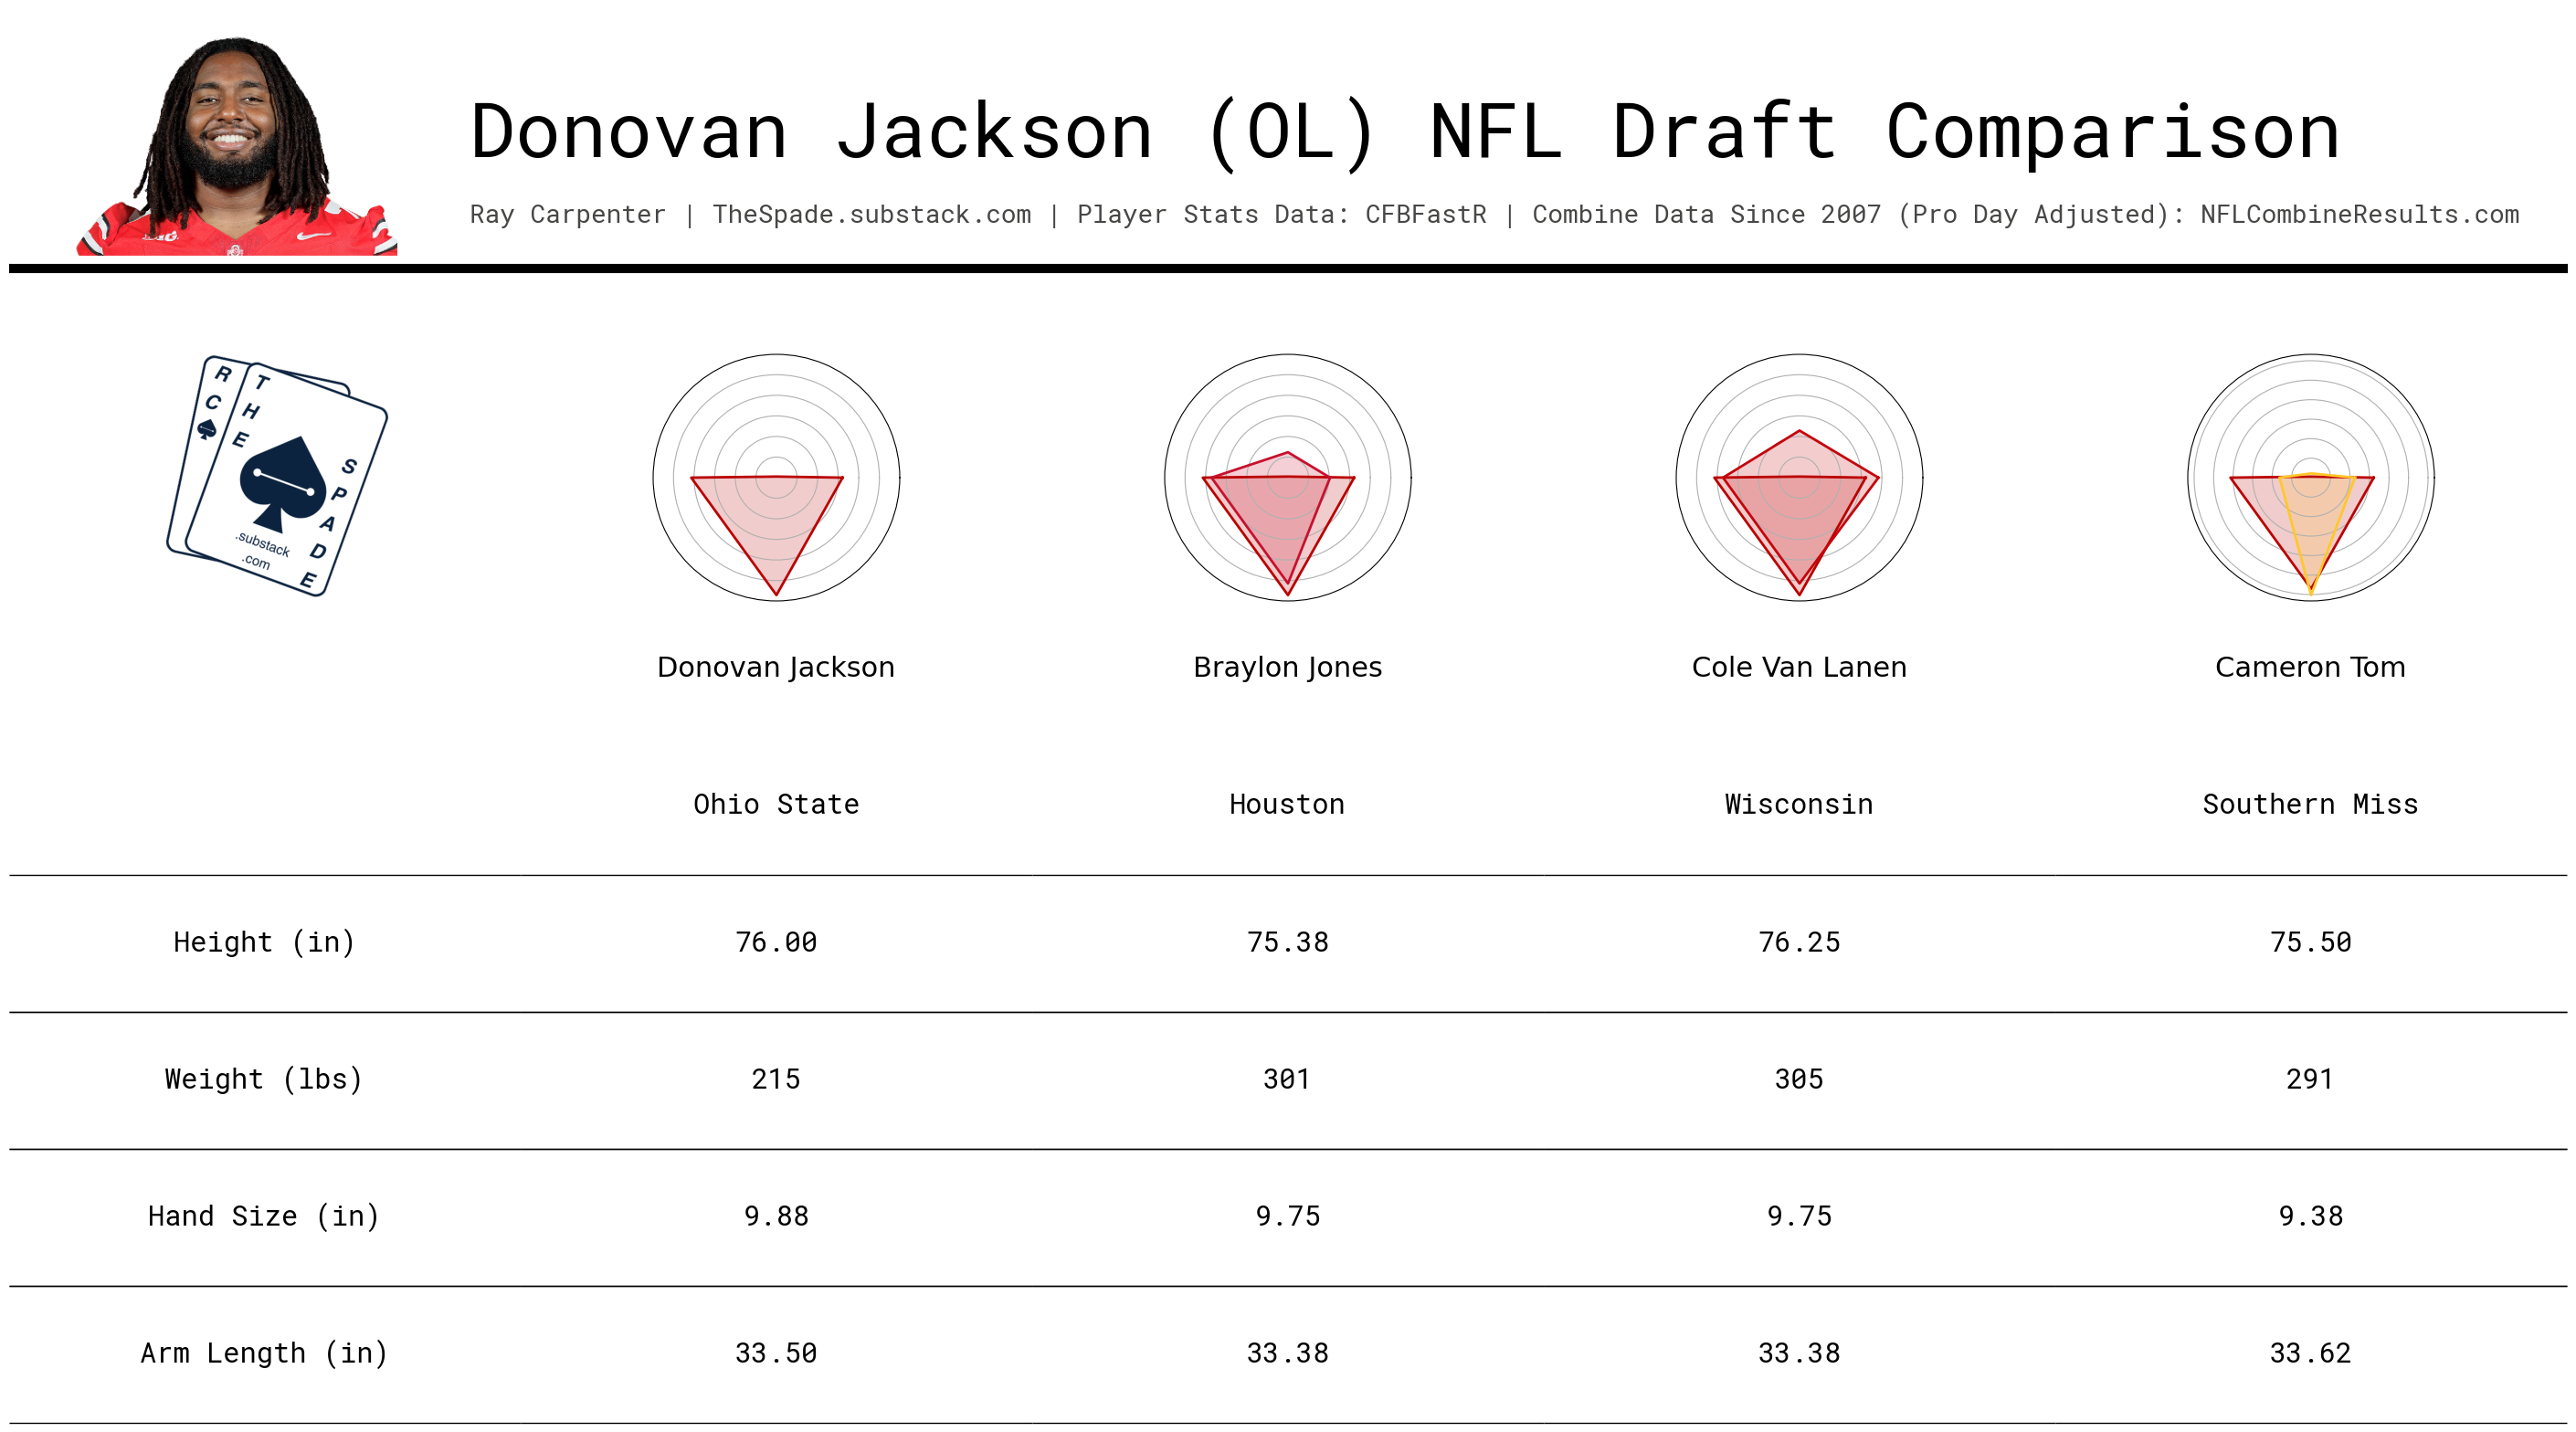 Donovan Jackson (OL) NFL Draft Comparison
Ray Carpenter | TheSpade.substack.com | Player Stats Data: CFBFastR | Combine Data Since 2007 (Pro Day Adjusted): NFLCombineResults.com
R C
THE
SPADE
.substack
.com
Donovan Jackson Braylon Jones Cole Van Lanen Cameron Tom
Ohio State Houston Wisconsin Southern Miss
Height (in) 76.00 75.38 76.25 75.50
Weight (lbs) 215 301 305 291
Hand Size (in) 9.88 9.75 9.75 9.38
Arm Length (in) 33.50 33.38 33.38 33.62